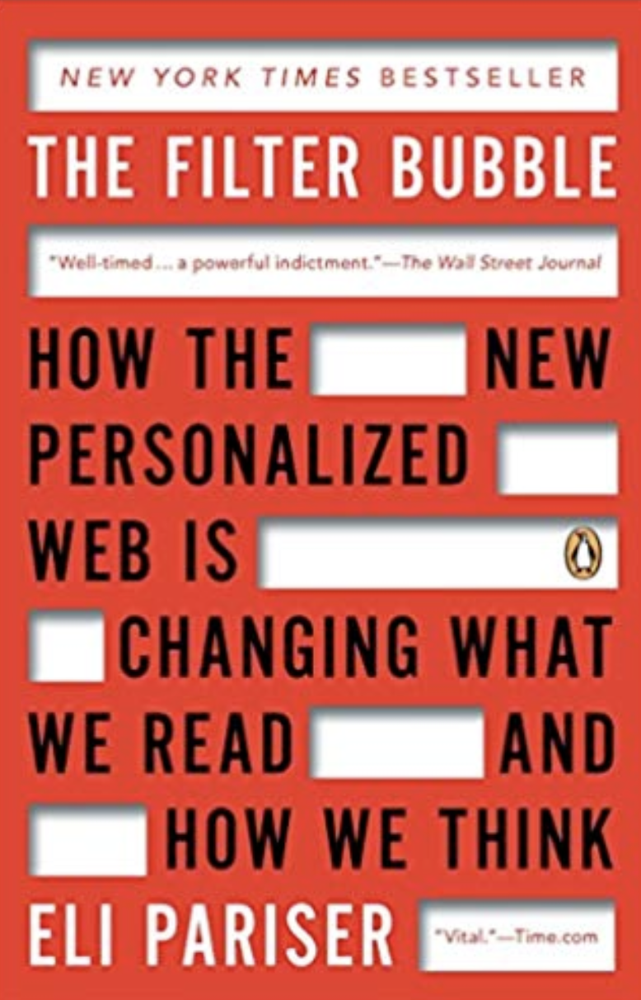 NEW YORK TIMES BESTSELLER
THE FILTER BUBBLE
"Well-timed ... a powerful indictment."—The Wall Street Journal
HOW THE NEW
PERSONALIZED
WEB IS
CHANGING WHAT
WE READ AND
HOW WE THINK
ELI PARISER "Vital."—Time.com